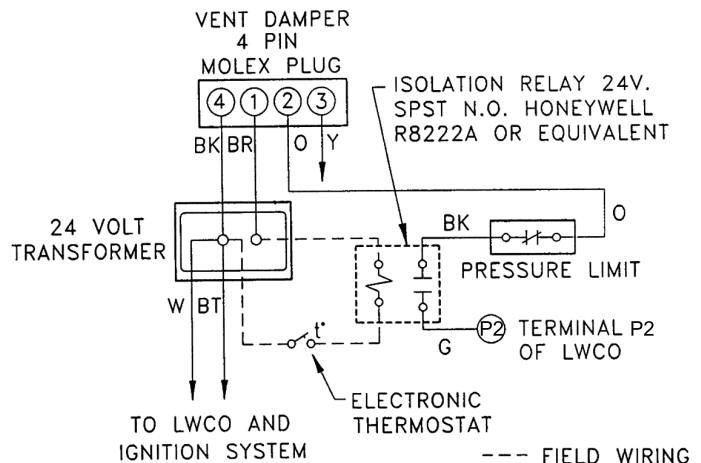 VENT DAMPER
4 PIN
MOLEX PLUG
4 1 2 3
ISOLATION RELAY 24V.
SPST N.O. HONEYWELL
R8222A OR EQUIVALENT
BK BR O Y
24 VOLT
TRANSFORMER
BK
O
PRESSURE LIMIT
W BT
t°
G
P2
TERMINAL P2
OF LWCO
ELECTRONIC
THERMOSTAT
TO LWCO AND
IGNITION SYSTEM
--- FIELD WIRING